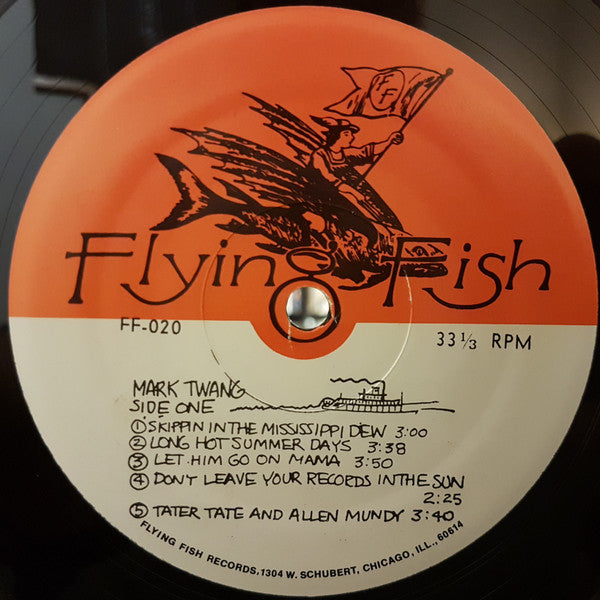 FF
Flying Fish
FF-020
33 1/3 RPM
MARK TWANG
SIDE ONE
① SKIPPIN IN THE MISSISSIPPI DEW 3:00
② LONG HOT SUMMER DAYS 3:38
③ LET HIM GO ON MAMA 3:50
④ DON'T LEAVE YOUR RECORDS IN THE SUN
2:25
⑤ TATER TATE AND ALLEN MUNDY 3:40
FLYING FISH RECORDS, 1304 W. SCHUBERT, CHICAGO, ILL., 60614